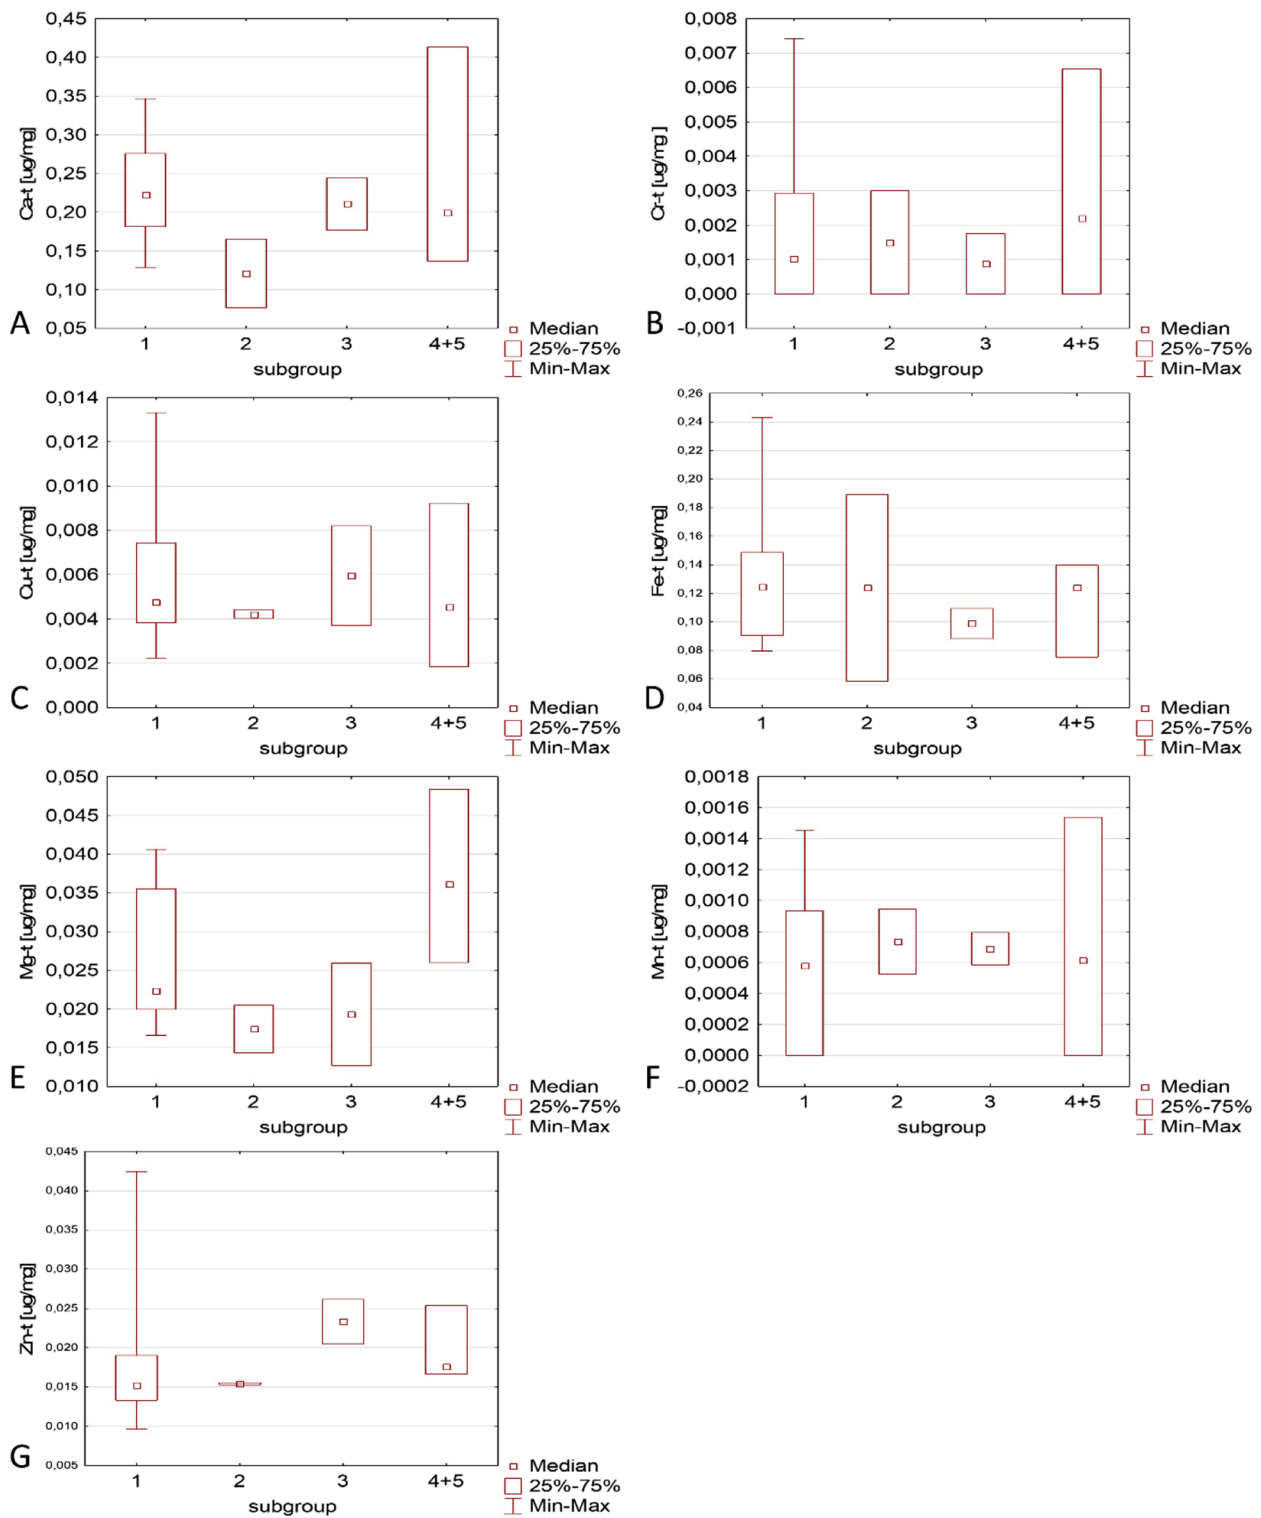 0,45
0,40
0,35
0,30
0,25
0,20
0,15
0,10
0,05
Ca-t [ug/mg]
1 2 3 4+5
subgroup
A
Median
25%-75%
Min-Max
0,008
0,007
0,006
0,005
0,004
0,003
0,002
0,001
0,000
-0,001
Cr-t [ug/mg]
1 2 3 4+5
subgroup
B
Median
25%-75%
Min-Max
0,014
0,012
0,010
0,008
0,006
0,004
0,002
0,000
Cu-t [ug/mg]
1 2 3 4+5
subgroup
C
Median
25%-75%
Min-Max
0,26
0,24
0,22
0,20
0,18
0,16
0,14
0,12
0,10
0,08
0,06
0,04
Fe-t [ug/mg]
1 2 3 4+5
subgroup
D
Median
25%-75%
Min-Max
0,050
0,045
0,040
0,035
0,030
0,025
0,020
0,015
0,010
Mg-t [ug/mg]
1 2 3 4+5
subgroup
E
Median
25%-75%
Min-Max
0,0018
0,0016
0,0014
0,0012
0,0010
0,0008
0,0006
0,0004
0,0002
0,0000
-0,0002
Mn-t [ug/mg]
1 2 3 4+5
subgroup
F
Median
25%-75%
Min-Max
0,045
0,040
0,035
0,030
0,025
0,020
0,015
0,010
0,005
Zn-t [ug/mg]
1 2 3 4+5
subgroup
G
Median
25%-75%
Min-Max